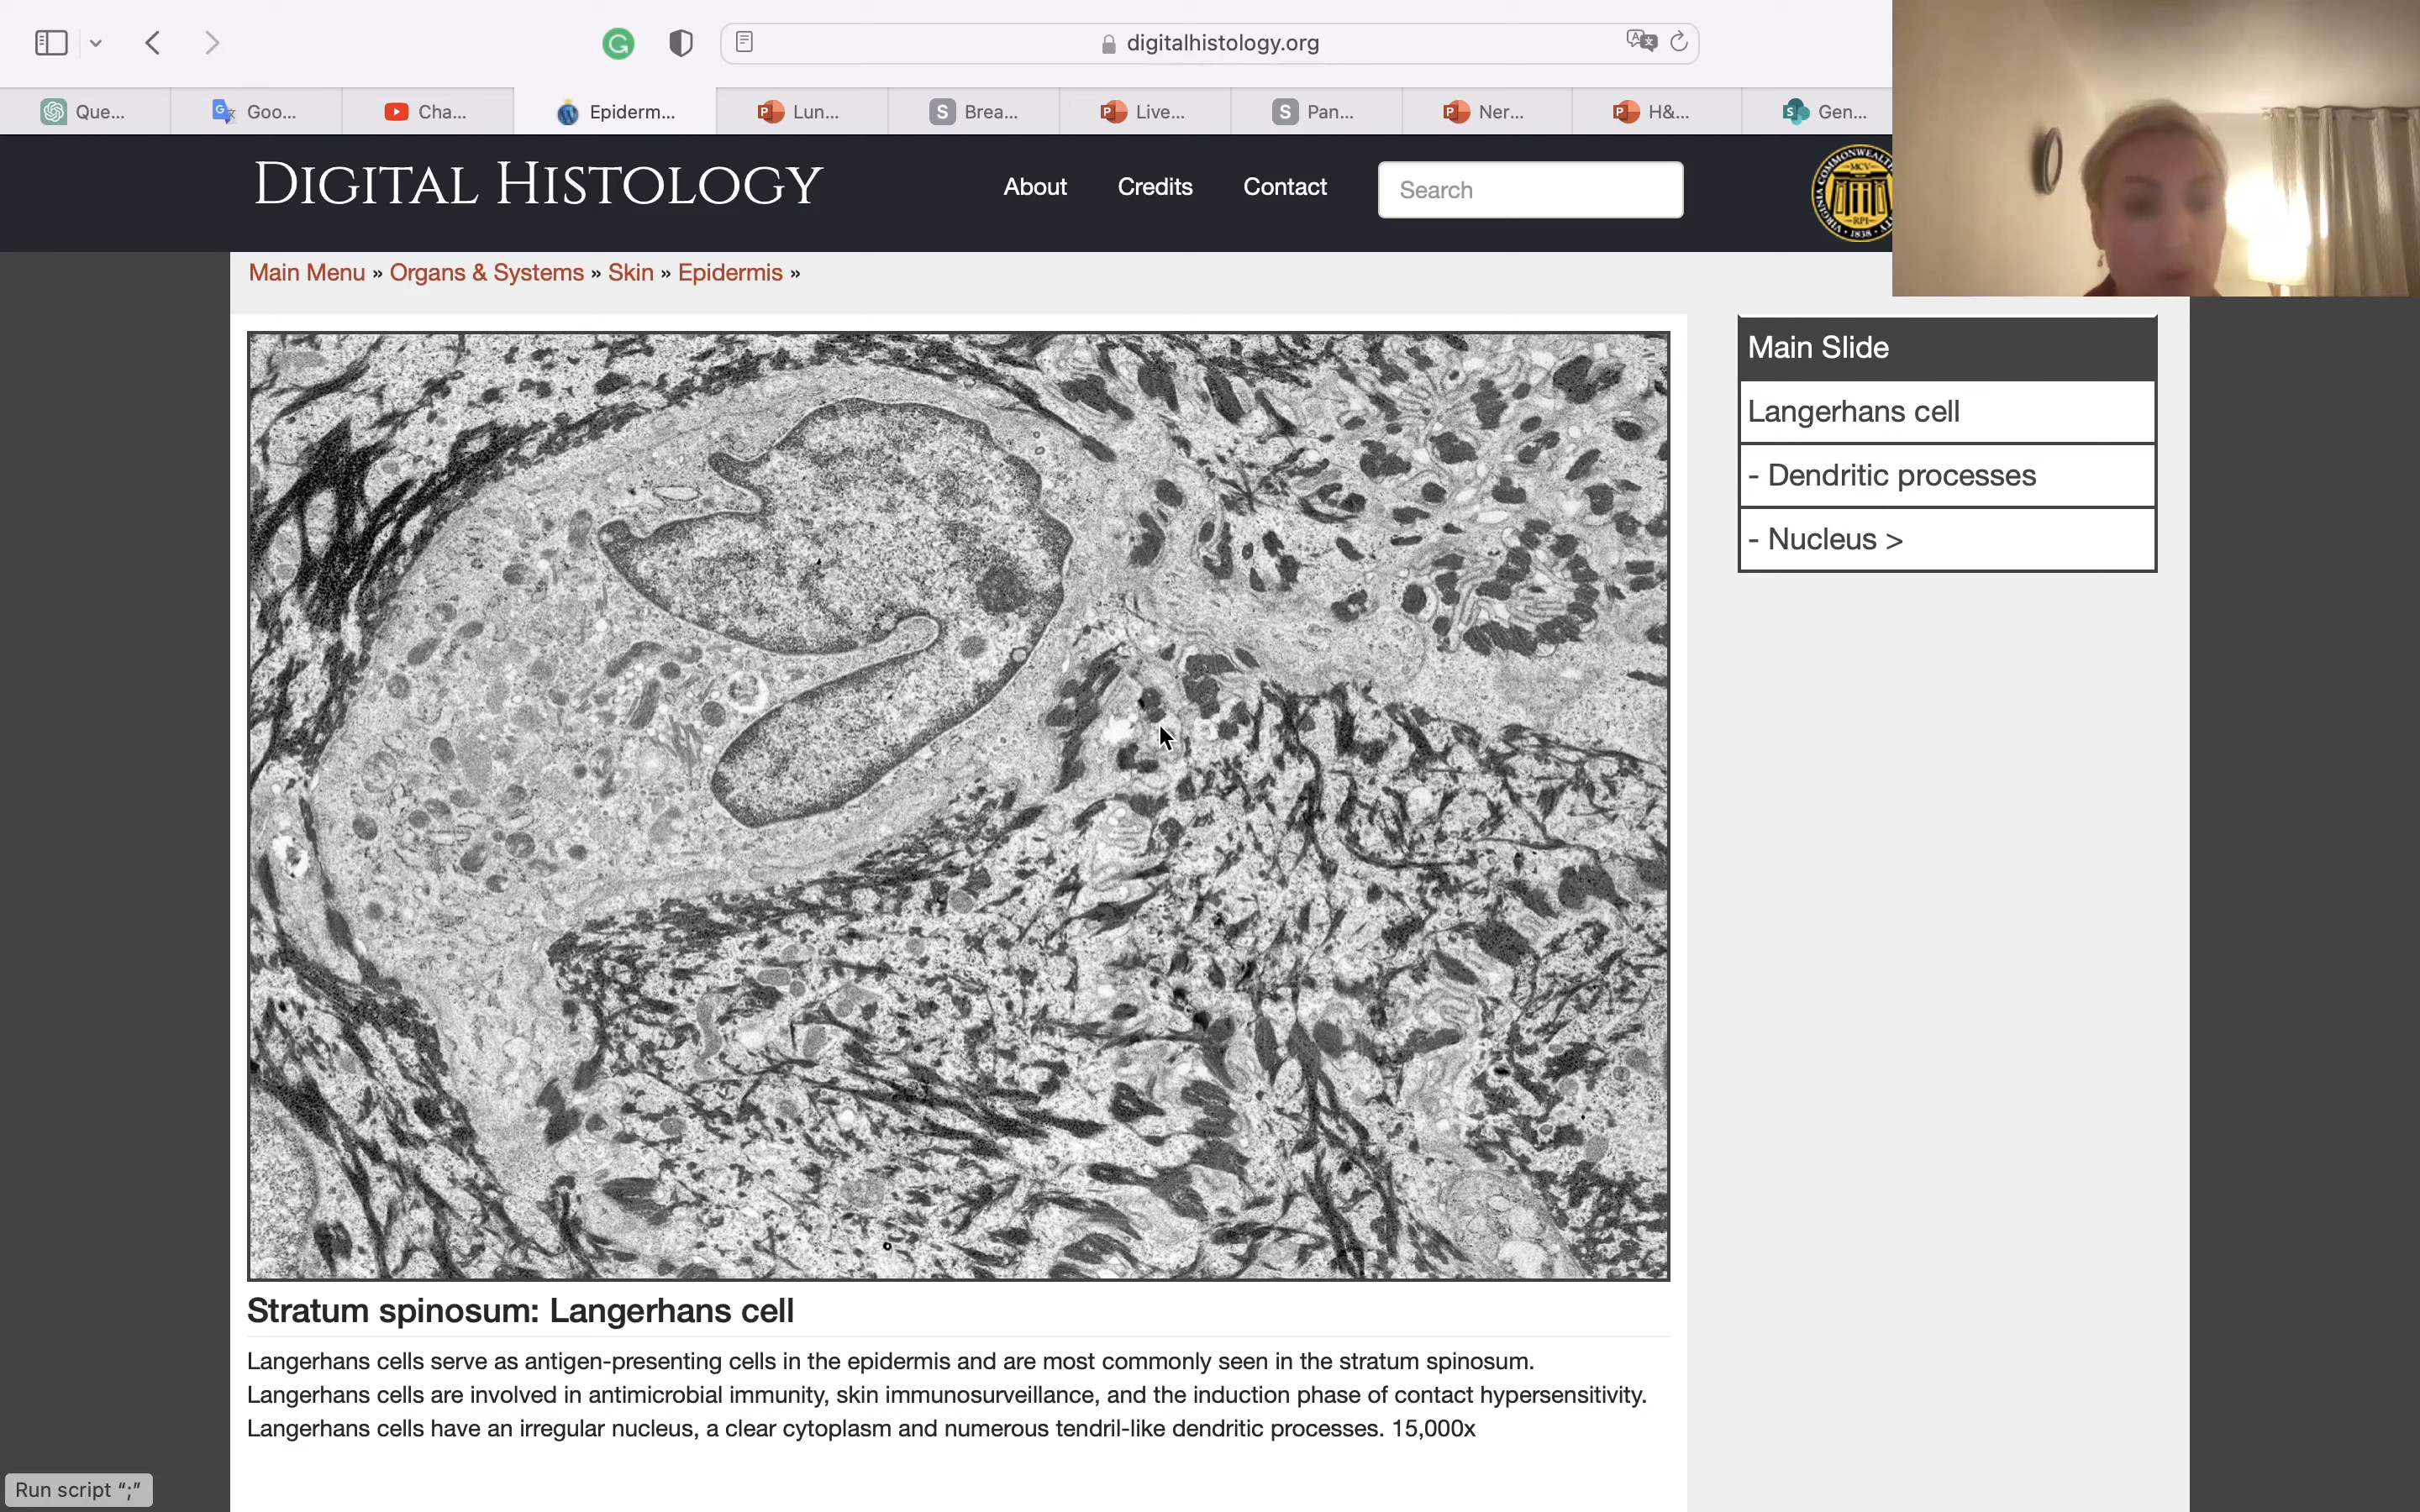 digitalhistology.org
Que...
Goo...
Cha...
Epiderm...
Lun...
Brea...
Live...
Pan...
Ner...
H&...
Gen...
DIGITAL HISTOLOGY
About
Credits
Contact
Search
Main Menu » Organs & Systems » Skin » Epidermis »
Main Slide
Langerhans cell
- Dendritic processes
- Nucleus >
Stratum spinosum: Langerhans cell
Langerhans cells serve as antigen-presenting cells in the epidermis and are most commonly seen in the stratum spinosum.
Langerhans cells are involved in antimicrobial immunity, skin immunosurveillance, and the induction phase of contact hypersensitivity.
Langerhans cells have an irregular nucleus, a clear cytoplasm and numerous tendril-like dendritic processes. 15,000x
Run script “;”